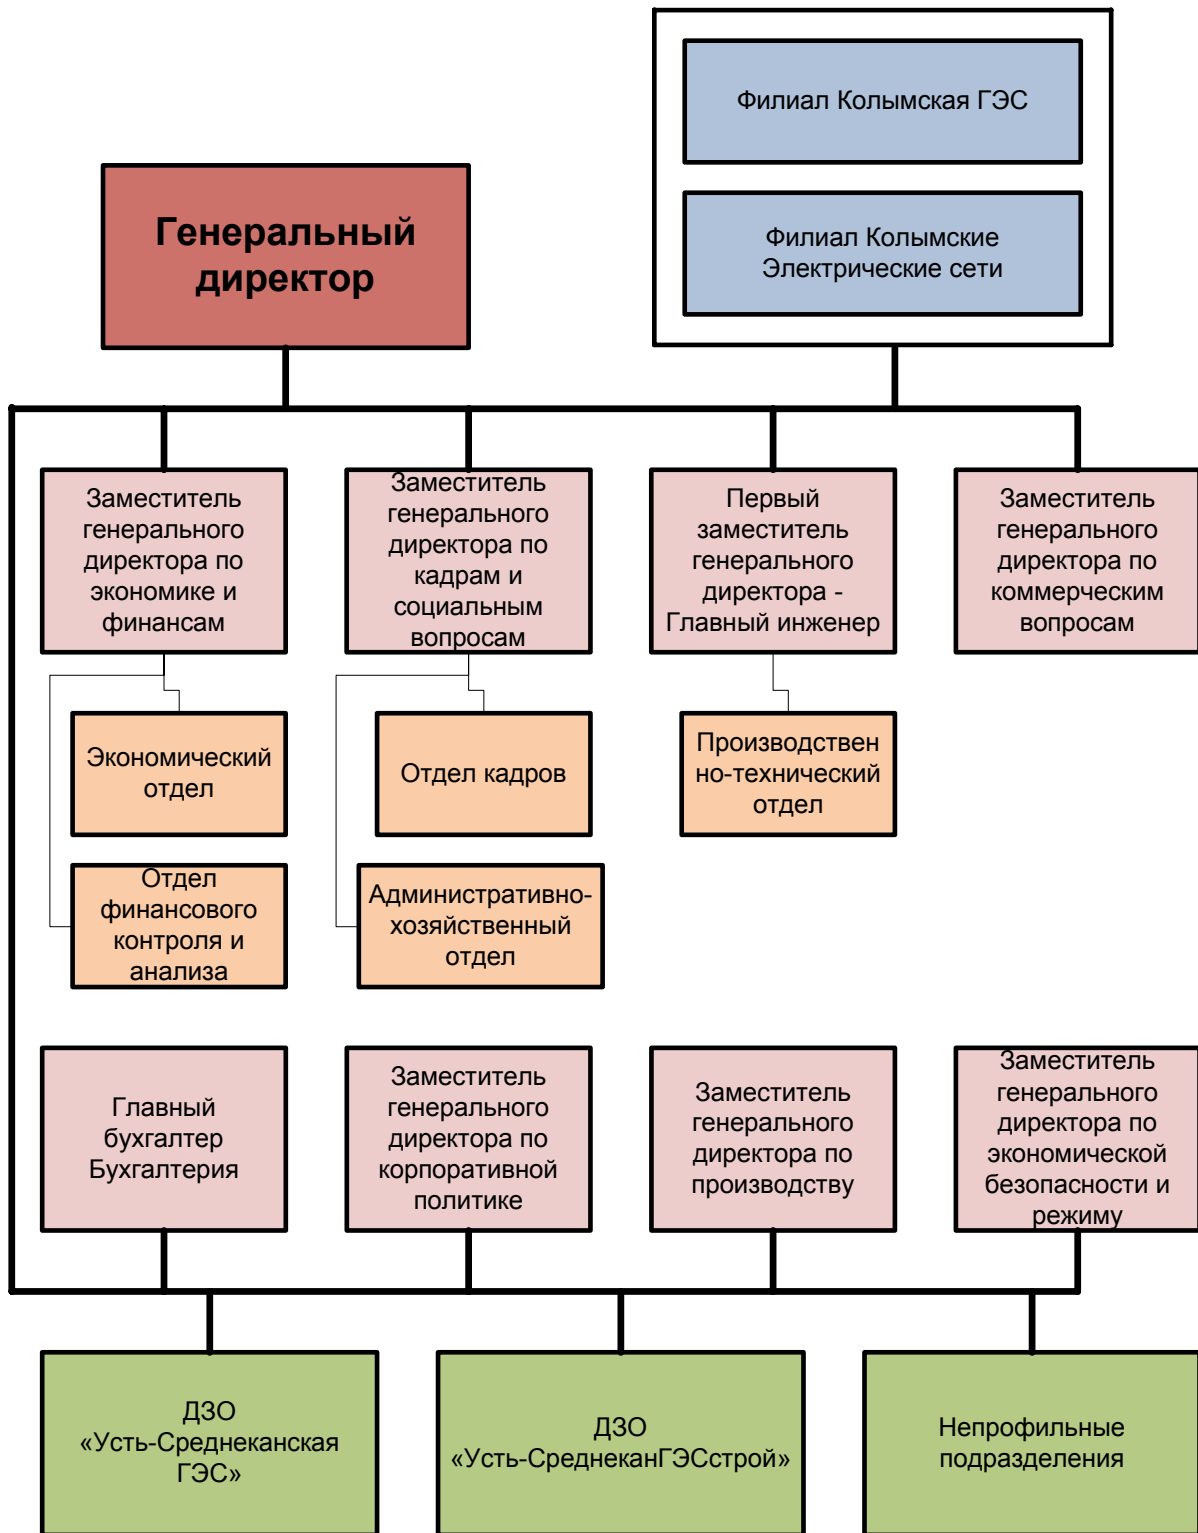 Филиал Колымская ГЭС
Филиал Колымские
Электрические сети
Генеральный
директор
Заместитель
генерального
директора по
экономике и
финансам
Заместитель
генерального
директора по
кадрам и
социальным
вопросам
Первый
заместитель
генерального
директора -
Главный инженер
Заместитель
генерального
директора по
коммерческим
вопросам
Экономический
отдел
Отдел кадров
Производствен
но-технический
отдел
Отдел
финансового
контроля и
анализа
Административно-
хозяйственный
отдел
Главный
бухгалтер
Бухгалтерия
Заместитель
генерального
директора по
корпоративной
политике
Заместитель
генерального
директора по
производству
Заместитель
генерального
директора по
экономической
безопасности и
режиму
ДЗО
«Усть-Среднеканская
ГЭС»
ДЗО
«Усть-СреднеканГЭСстрой»
Непрофильные
подразделения